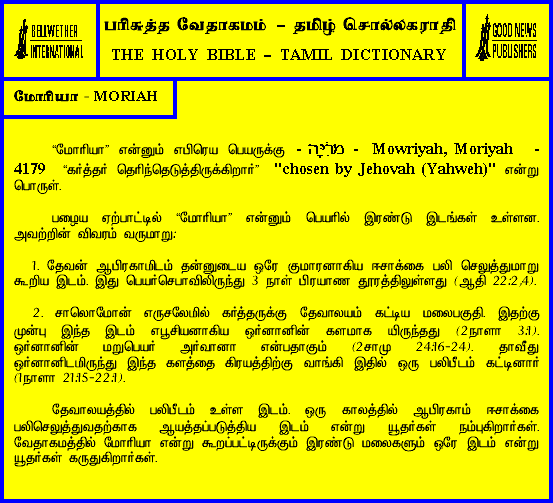 BELLWETHER
INTERNATIONAL
பரிசுத்த வேதாகமம் – தமிழ் சொல்லகராதி
THE HOLY BIBLE – TAMIL DICTIONARY
GOOD NEWS
PUBLISHERS
மோரியா - MORIAH
“மோரியா” என்னும் எபிரெய பெயருக்கு - מוֹרִיָּה - Mowriyah, Moriyah -
4179 “கர்த்தர் தெரிந்தெடுத்திருக்கிறார்” "chosen by Jehovah (Yahweh)" என்று
பொருள்.
பழைய ஏற்பாட்டில் “மோரியா” என்னும் பெயரில் இரண்டு இடங்கள் உள்ளன.
அவற்றின் விவரம் வருமாறு:
1. தேவன் ஆபிரகாமிடம் தன்னுடைய ஒரே குமாரனாகிய ஈசாக்கை பலி செலுத்துமாறு
கூறிய இடம். இது பெயர்செபாவிலிருந்து 3 நாள் பிரயாண தூரத்திலுள்ளது (ஆதி 22:2,4).
2. சாலொமோன் எருசலேமில் கர்த்தருக்கு தேவாலயம் கட்டிய மலைபகுதி. இதற்கு
முன்பு இந்த இடம் எபூசியனாகிய ஒர்னானின் களமாக யிருந்தது (2நாளா 3:1).
ஒர்னானின் மறுபெயர் அர்வானா என்பதாகும் (2சாமு 24:16-24). தாவீது
ஒர்னானிடமிருந்து இந்த களத்தை கிரயத்திற்கு வாங்கி இதில் ஒரு பலிபீடம் கட்டினார்
(1நாளா 21:15-22:1).
தேவாலயத்தில் பலிபீடம் உள்ள இடம். ஒரு காலத்தில் ஆபிரகாம் ஈசாக்கை
பலிசெலுத்துவதற்காக ஆயத்தப்படுத்திய இடம் என்று யூதர்கள் நம்புகிறார்கள்.
வேதாகமத்தில் மோரியா என்று கூறப்பட்டிருக்கும் இரண்டு மலைகளும் ஒரே இடம் என்று
யூதர்கள் கருதுகிறார்கள்.